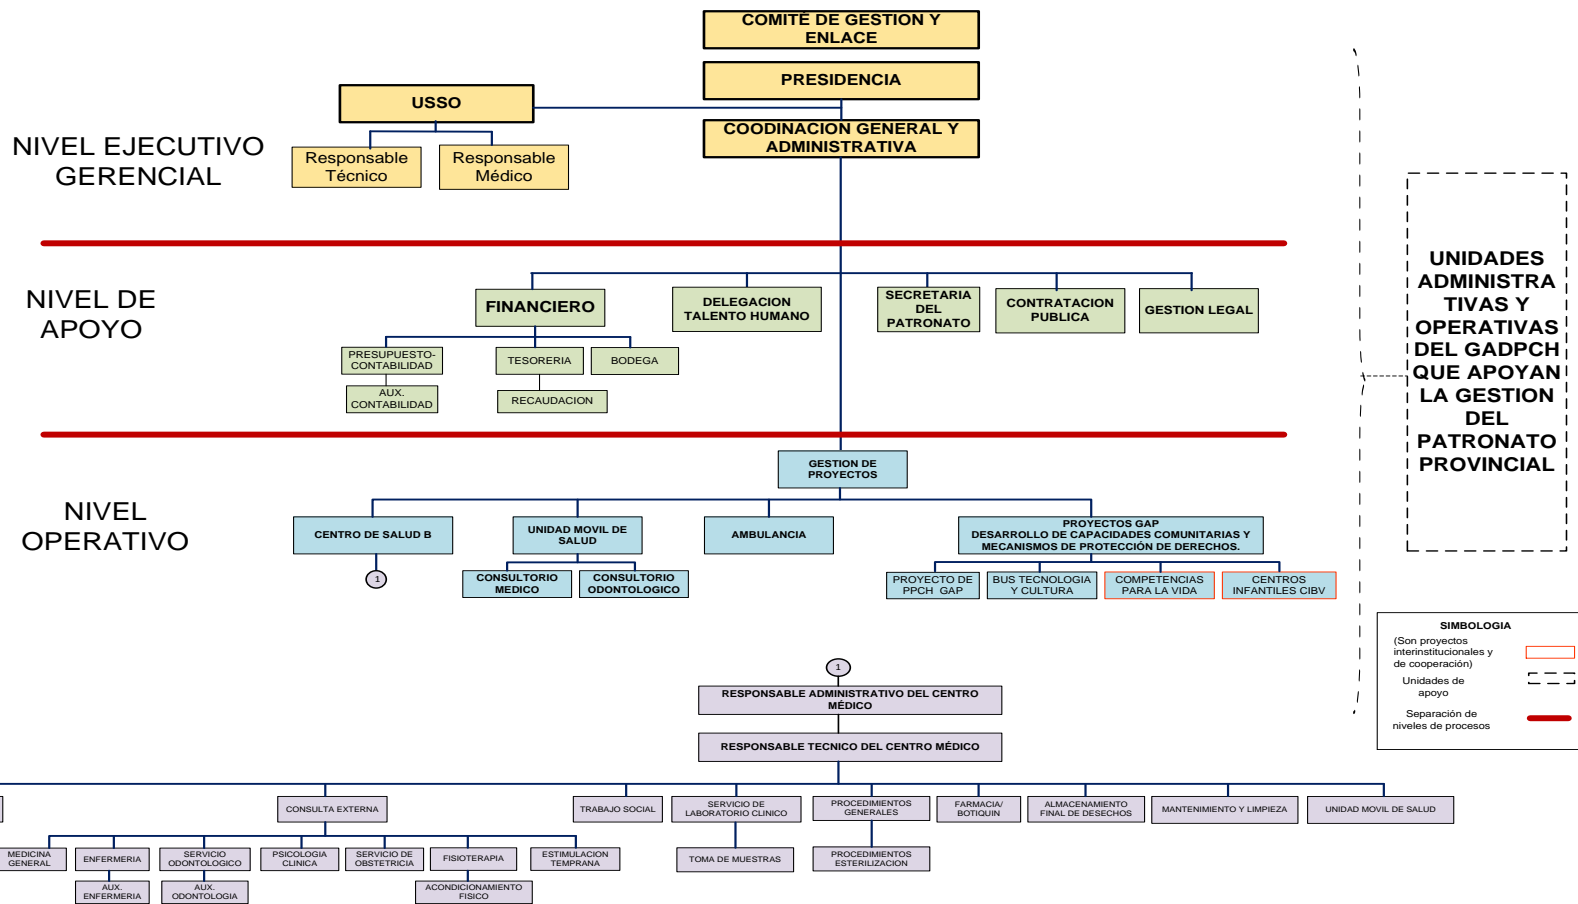 COMITÉ DE GESTION Y
ENLACE
PRESIDENCIA
USSO
COODINACION GENERAL Y
ADMINISTRATIVA
NIVEL EJECUTIVO
GERENCIAL
Responsable
Técnico
Responsable
Médico
UNIDADES
ADMINISTRA
TIVAS Y
OPERATIVAS
DEL GADPCH
QUE APOYAN
LA GESTION
DEL
PATRONATO
PROVINCIAL
NIVEL DE
APOYO
FINANCIERO
DELEGACION
TALENTO HUMANO
SECRETARIA
DEL
PATRONATO
CONTRATACION
PUBLICA
GESTION LEGAL
PRESUPUESTO-
CONTABILIDAD
TESORERIA
BODEGA
AUX.
CONTABILIDAD
RECAUDACION
NIVEL
OPERATIVO
GESTION DE
PROYECTOS
CENTRO DE SALUD B
UNIDAD MOVIL DE
SALUD
AMBULANCIA
PROYECTOS GAP
DESARROLLO DE CAPACIDADES COMUNITARIAS Y
MECANISMOS DE PROTECCIÓN DE DERECHOS.
1
CONSULTORIO
MEDICO
CONSULTORIO
ODONTOLOGICO
PROYECTO DE
PPCH GAP
BUS TECNOLOGIA
Y CULTURA
COMPETENCIAS
PARA LA VIDA
CENTROS
INFANTILES CIBV
SIMBOLOGIA
(Son proyectos
interinstitucionales y
de cooperación)
Unidades de
apoyo
Separación de
niveles de procesos
1
RESPONSABLE ADMINISTRATIVO DEL CENTRO
MÉDICO
RESPONSABLE TECNICO DEL CENTRO MÉDICO
CONSULTA EXTERNA
TRABAJO SOCIAL
SERVICIO DE
LABORATORIO CLINICO
PROCEDIMIENTOS
GENERALES
FARMACIA/
BOTIQUIN
ALMACENAMIENTO
FINAL DE DESECHOS
MANTENIMIENTO Y LIMPIEZA
UNIDAD MOVIL DE SALUD
MEDICINA
GENERAL
ENFERMERIA
SERVICIO
ODONTOLOGICO
PSICOLOGIA
CLINICA
SERVICIO DE
OBSTETRICIA
FISIOTERAPIA
ESTIMULACION
TEMPRANA
TOMA DE MUESTRAS
PROCEDIMIENTOS
ESTERILIZACION
AUX.
ENFERMERIA
AUX.
ODONTOLOGIA
ACONDICIONAMIENTO
FISICO